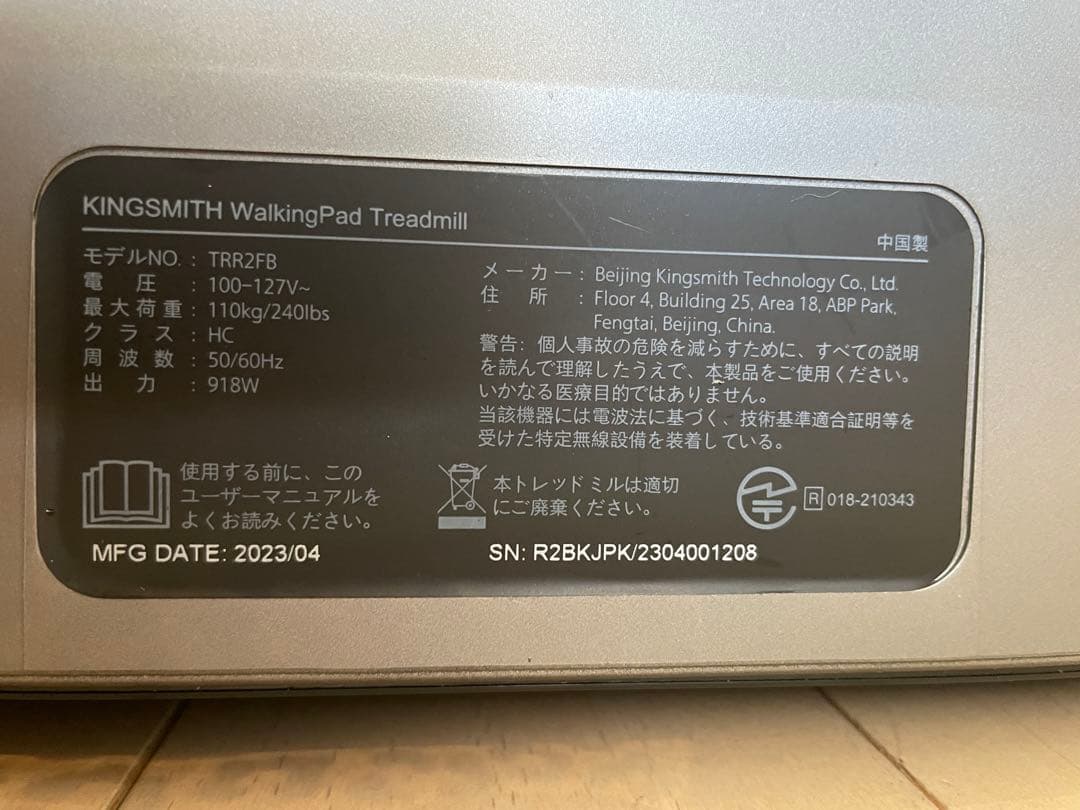 KINGSMITH WalkingPad Treadmill
中国製
モデルNO. : TRR2FB
電圧 : 100-127V~
最大荷重 : 110kg/240lbs
クラス : HC
周波数 : 50/60Hz
出力 : 918W
メーカー : Beijing Kingsmith Technology Co., Ltd.
住所 : Floor 4, Building 25, Area 18, ABP Park,
Fengtai, Beijing, China.
警告: 個人事故の危険を減らすために、すべての説明
を読んで理解したうえで、本製品をご使用ください。
いかなる医療目的ではありません。
当該機器には電波法に基づく、技術基準適合証明等を
受けた特定無線設備を装着している。
使用する前に、この
ユーザーマニュアルを
よくお読みください。
本トレッドミルは適切
にご廃棄ください。
R 018-210343
MFG DATE: 2023/04
SN: R2BKJPK/2304001208